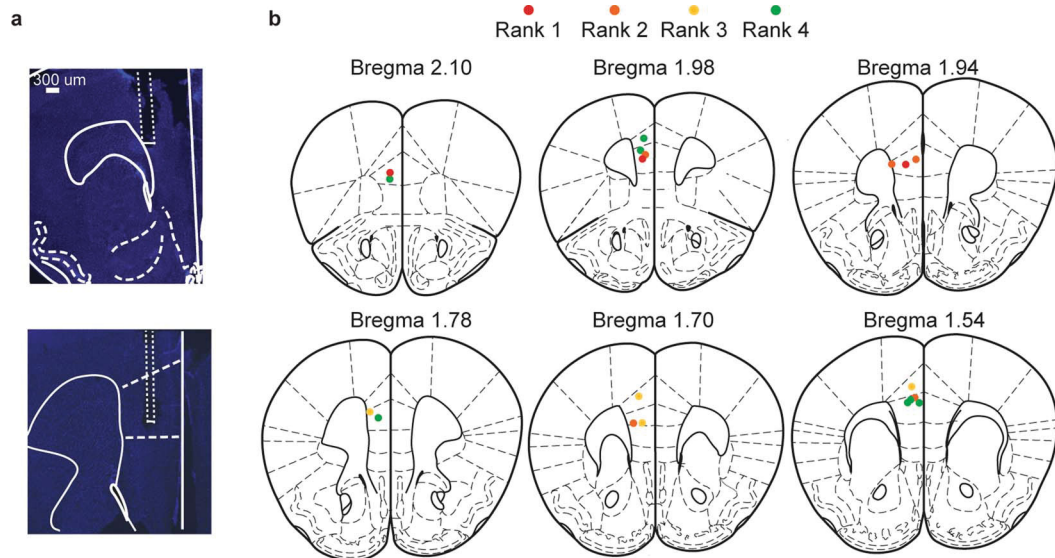 a
300 um
b
Rank 1
Rank 2
Rank 3
Rank 4
Bregma 2.10
Bregma 1.98
Bregma 1.94
Bregma 1.78
Bregma 1.70
Bregma 1.54